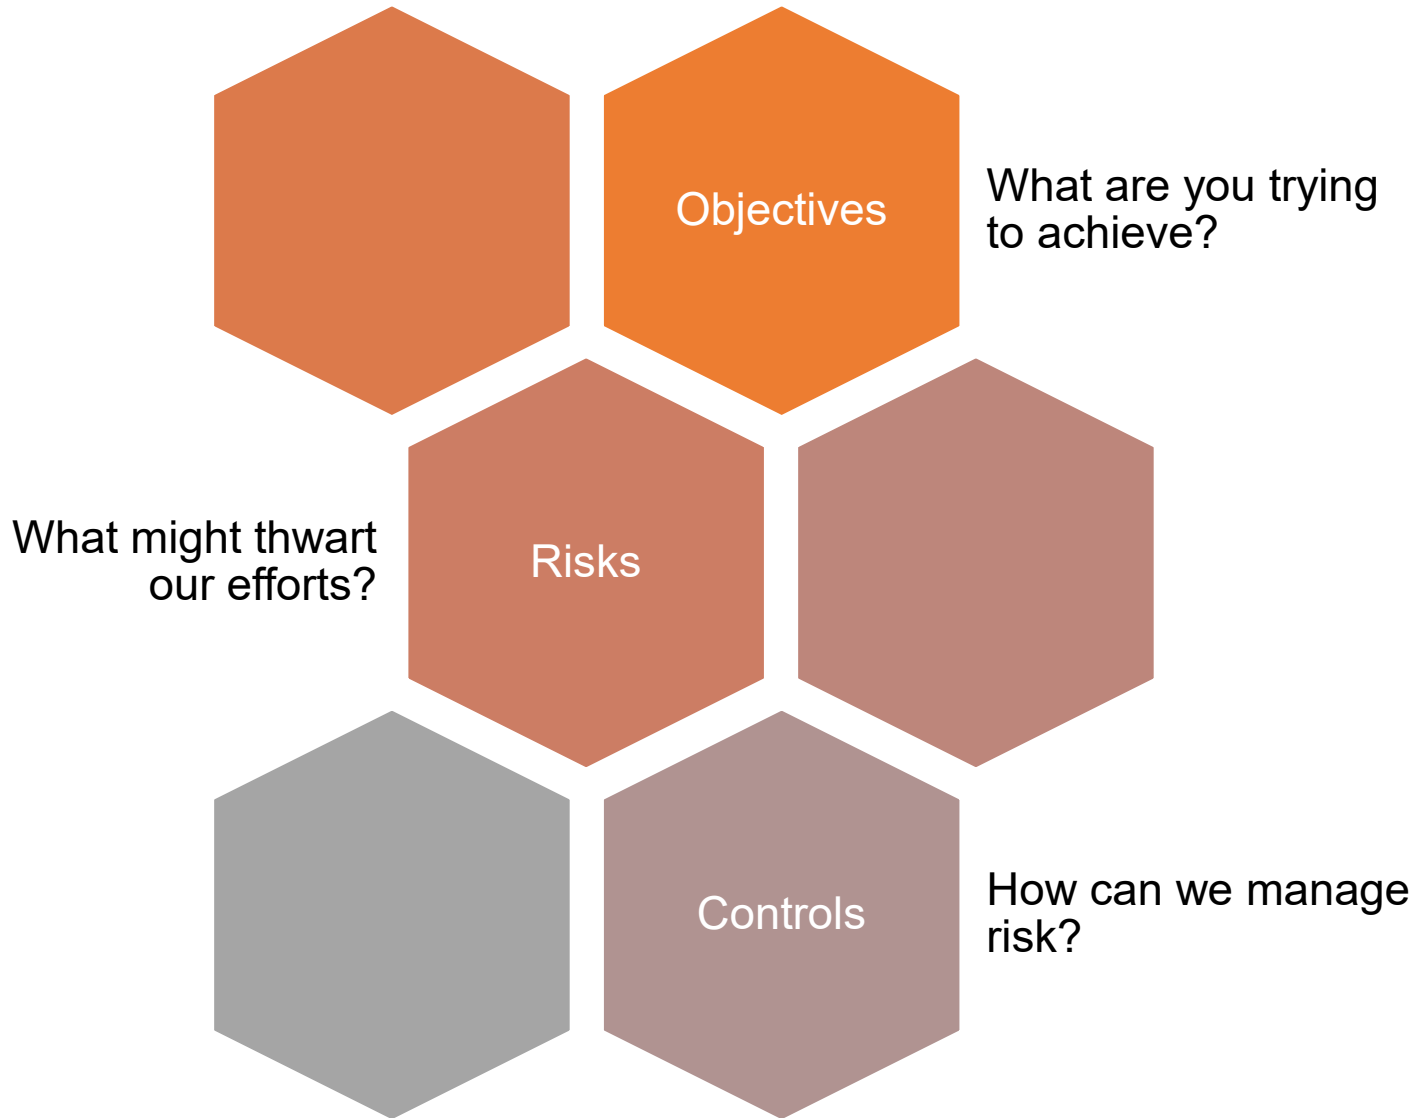 Objectives
What are you trying
to achieve?
What might thwart
our efforts?
Risks
Controls
How can we manage
risk?